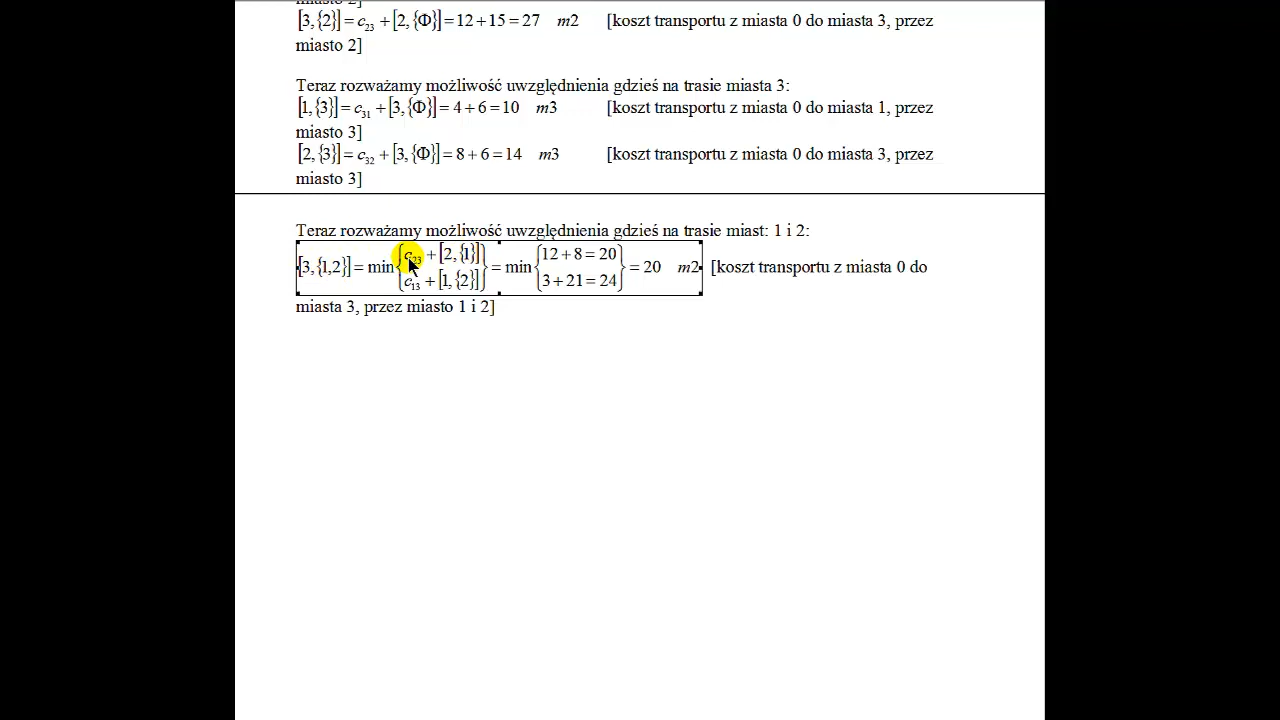 miasto 2]
[3,{2}] = c₂₃ + [2,{Φ}] = 12 + 15 = 27 m2 [koszt transportu z miasta 0 do miasta 3, przez
miasto 2]
Teraz rozważamy możliwość uwzględnienia gdzieś na trasie miasta 3:
[1,{3}] = c₃₁ + [3,{Φ}] = 4 + 6 = 10 m3 [koszt transportu z miasta 0 do miasta 1, przez
miasto 3]
[2,{3}] = c₃₂ + [3,{Φ}] = 8 + 6 = 14 m3 [koszt transportu z miasta 0 do miasta 3, przez
miasto 3]
Teraz rozważamy możliwość uwzględnienia gdzieś na trasie miast: 1 i 2:
[3,{1,2}] = min { c₂₃ + [2,{1}] c₁₃ + [1,{2}] } = min { 12 + 8 = 20 3 + 21 = 24 } = 20 m2 [koszt transportu z miasta 0 do
miasta 3, przez miasto 1 i 2]